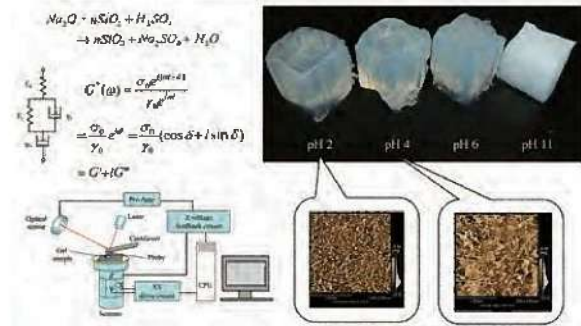 Na₂O · nSiO₂ + H₂SO₄
→ nSiO₂ + Na₂SO₄ + H₂O
G*(ω) = σ₀e^{i(ωt+δ)} / γ₀e^{iωt}
= σ₀/γ₀ e^{iδ} = σ₀/γ₀ (cos δ + i sin δ)
= G' + iG"
pH 2
pH 4
pH 6
pH 11
Optical sensor
Laser
Cantilever
Gel sample
Probe
Pre-Amp
Z voltage feedback circuit
CPU
Scanner
XY drive circuit